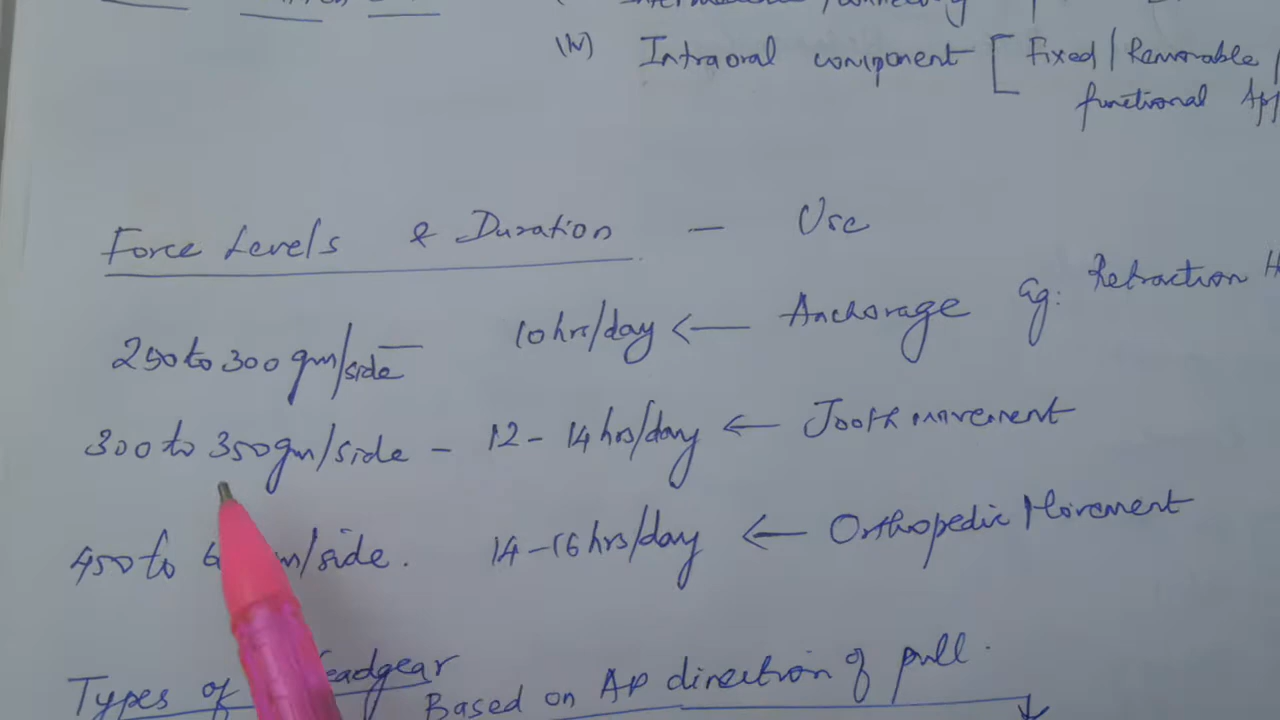 (iv) Intraoral component [ Fixed / Removable /
functional App
Force Levels & Duration — Use
250 to 300 gm/side — 10 hrs/day ← Anchorage Eg: Retraction H
300 to 350 gm/side - 12 - 14 hrs/day ← Tooth movement
450 to gm/side. 14 - 16 hrs/day ← Orthopedic Movement
Types of Headgear Based on AP direction of pull.